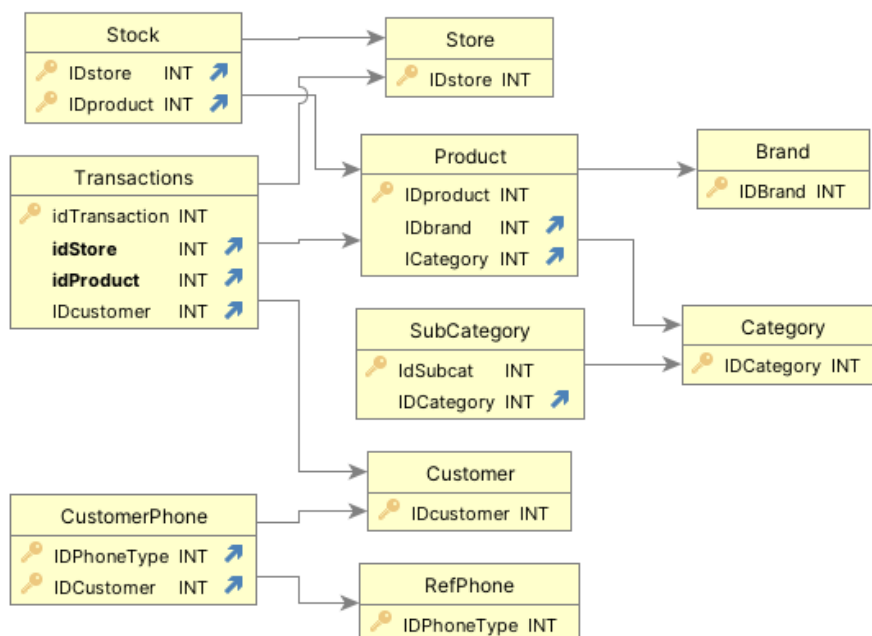 Stock
IDstore INT
IDproduct INT
Store
IDstore INT
Transactions
idTransaction INT
idStore INT
idProduct INT
IDcustomer INT
Product
IDproduct INT
IDbrand INT
ICategory INT
Brand
IDBrand INT
SubCategory
IdSubcat INT
IDCategory INT
Category
IDCategory INT
Customer
IDcustomer INT
CustomerPhone
IDPhoneType INT
IDCustomer INT
RefPhone
IDPhoneType INT